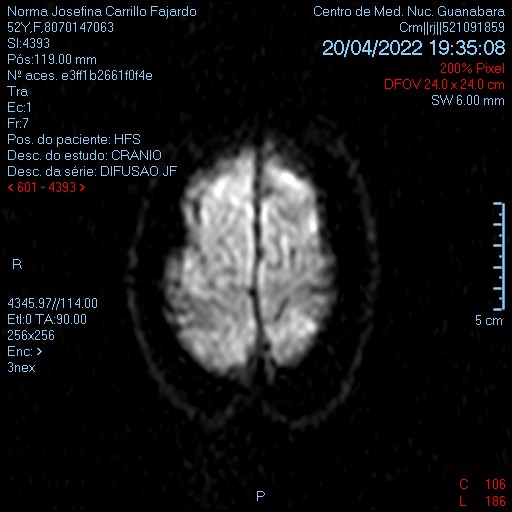 Norma Josefina Carrillo Fajardo
52Y,F,8070147063
Sl:4393
Pós:119.00 mm
Nº aces. e3ff1b2661f0f4e
Tra
Ec:1
Fr:7
Pos. do paciente: HFS
Desc. do estudo: CRANIO
Desc. da série: DIFUSAO JF
< 601 - 4393 >
Centro de Med. Nuc. Guanabara
Crm||rj||521091859
20/04/2022 19:35:08
200% Pixel
DFOV 24.0 x 24.0 cm
SW 6.00 mm
R
5 cm
4345.97//114.00
Etl:0 TA:90.00
256x256
Enc: >
3nex
P
C 106
L 186